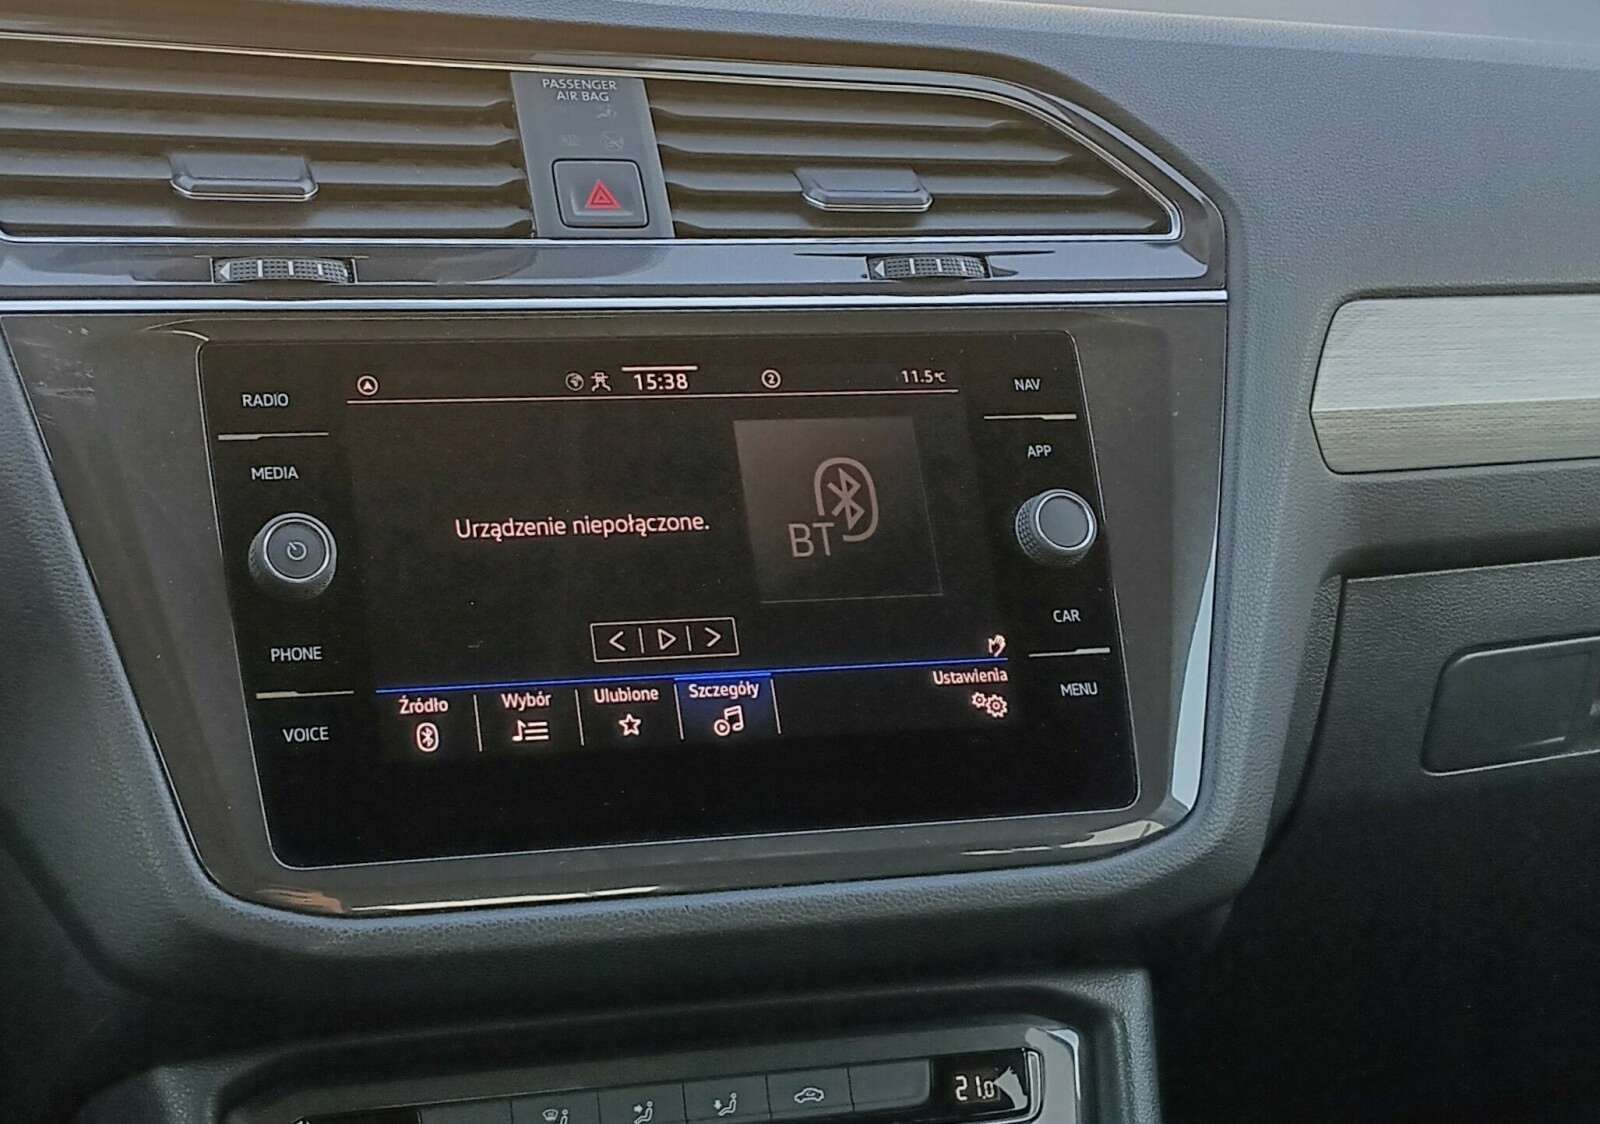 PASSENGER
AIR BAG
RADIO
MEDIA
PHONE
VOICE
15:38
2
11.5°C
Urządzenie niepołączone.
BT
Źródło
Wybór
Ulubione
Szczegóły
Ustawienia
NAV
APP
CAR
MENU
21.0